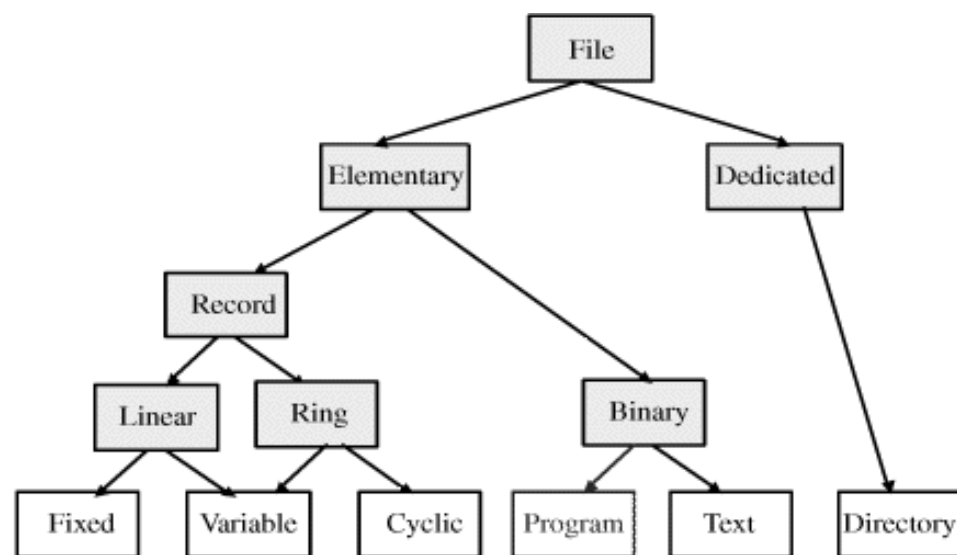 File
Elementary
Dedicated
Record
Linear
Ring
Binary
Fixed
Variable
Cyclic
Program
Text
Directory